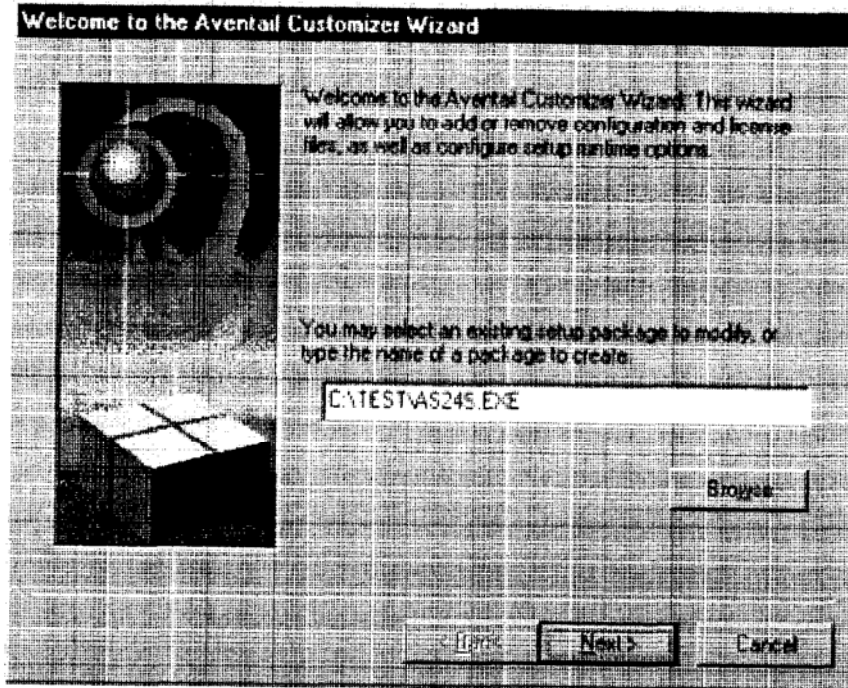 Welcome to the Aventail Customizer Wizard
Welcome to the Aventail Customizer Wizard. This wizard
will allow you to add or remove configuration and license
files, as well as configure setup runtime options.
You may select an existing setup package to modify, or
type the name of a package to create.
C:\TEST\AS24S.EXE
Browse
Next >
Cancel